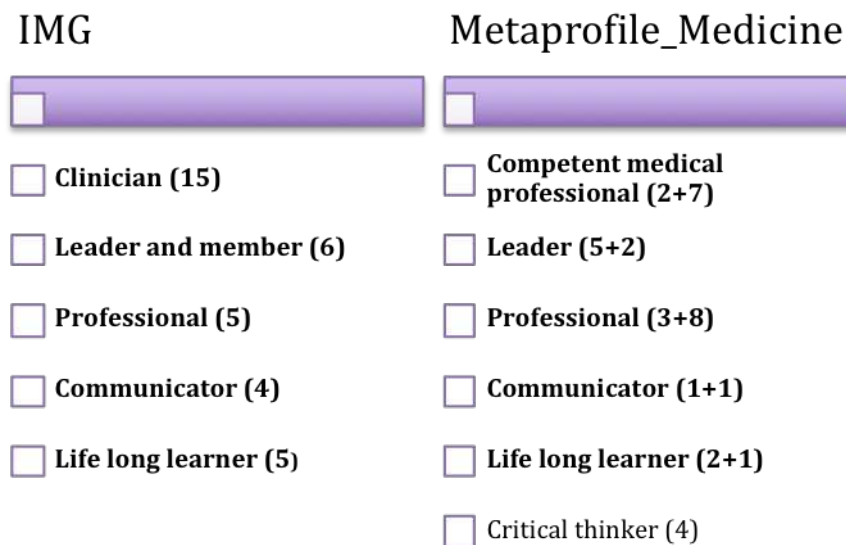 IMG
Clinician (15)
Leader and member (6)
Professional (5)
Communicator (4)
Life long learner (5)
Metaprofile_Medicine
Competent medical
professional (2+7)
Leader (5+2)
Professional (3+8)
Communicator (1+1)
Life long learner (2+1)
Critical thinker (4)